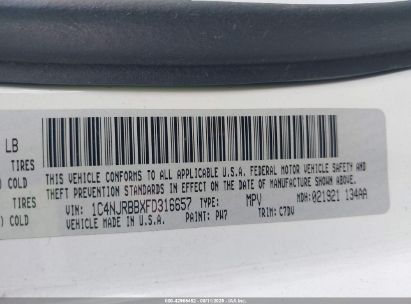 LB
TIRES
COLD
TIRES
COLD
THIS VEHICLE CONFORMS TO ALL APPLICABLE U.S.A. FEDERAL MOTOR VEHICLE SAFETY AND
THEFT PREVENTION STANDARDS IN EFFECT ON THE DATE OF MANUFACTURE SHOWN ABOVE.
VIN: 1C4NJRBBXFD316657 TYPE: MPV MDH: 021921 134AA
VEHICLE MADE IN U.S.A. PAINT: PW7 TRIM: C7DV